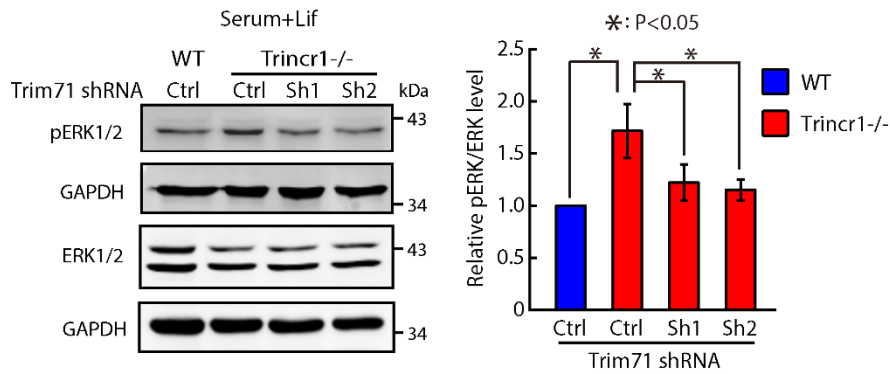 Serum+Lif
WT Trincr1-/-
Trim71 shRNA Ctrl Ctrl Sh1 Sh2 kDa
pERK1/2 43
GAPDH 34
ERK1/2 43
GAPDH 34
*: P<0.05
Relative pERK/ERK level
2.5
2.0
1.5
1.0
0.5
0
* * *
WT
Trincr1-/-
Ctrl Ctrl Sh1 Sh2
Trim71 shRNA